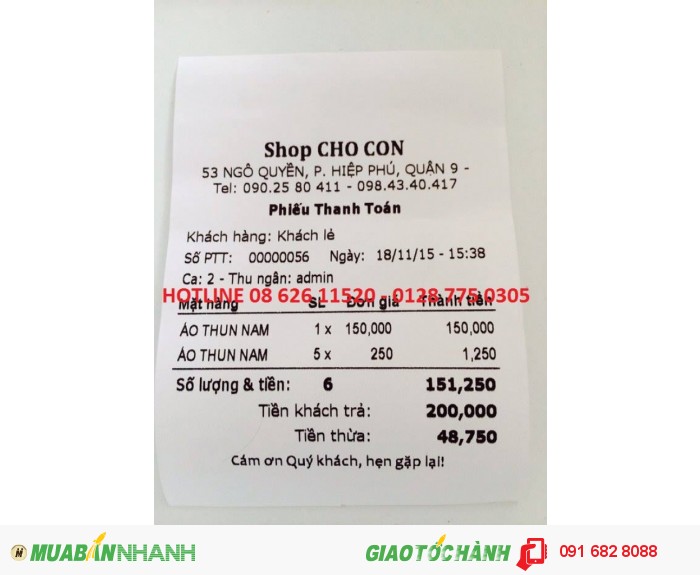 Shop CHO CON
53 NGÔ QUYỀN, P. HIỆP PHÚ, QUẬN 9 -
Tel: 090.25 80 411 - 098.43.40.417
Phiếu Thanh Toán
Khách hàng: Khách lẻ
Số PTT: 00000056 Ngày: 18/11/15 - 15:38
Ca: 2 - Thu ngân: admin
HOTLINE 08 626 11520 - 0128 775 0305
Mặt hàng SL Đơn giá Thành tiền
ÁO THUN NAM 1 x 150,000 150,000
ÁO THUN NAM 5 x 250 1,250
Số lượng & tiền: 6 151,250
Tiền khách trả: 200,000
Tiền thừa: 48,750
Cám ơn Quý khách, hẹn gặp lại!
MUABÁNNHANH GIAOTỐCHÀNH 091 682 8088